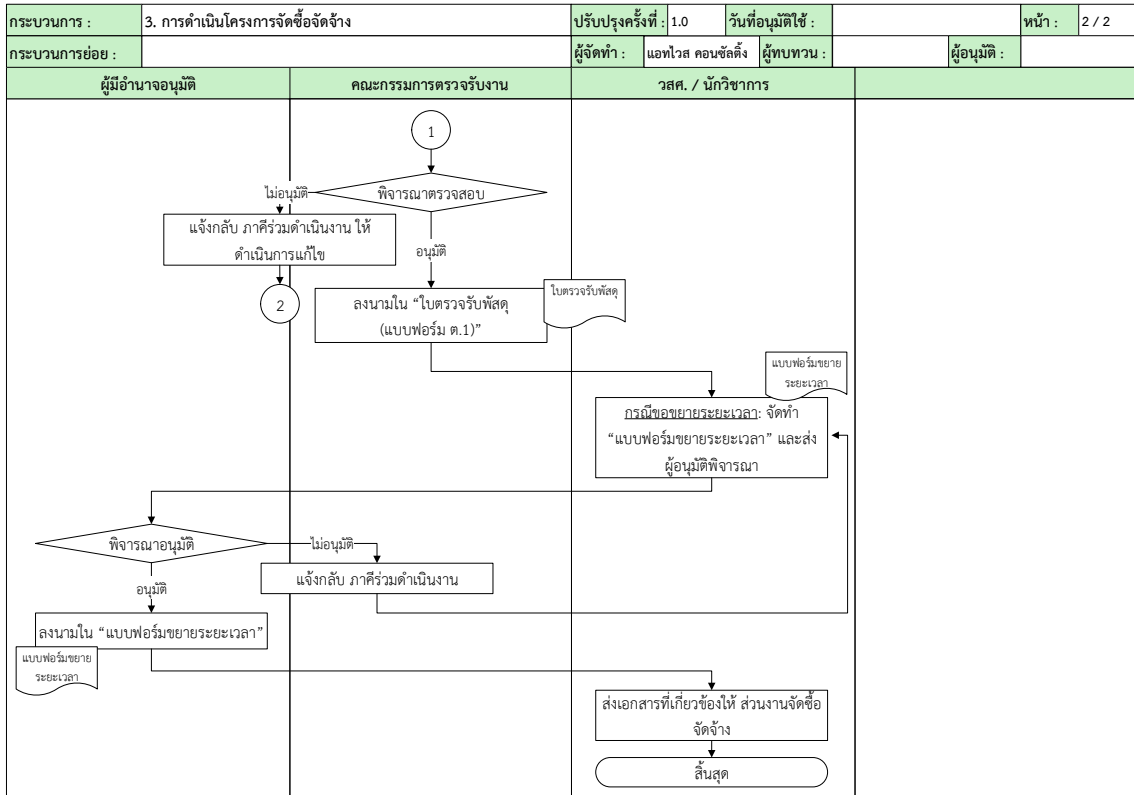 กระบวนการ : 3. การดำเนินโครงการจัดซื้อจัดจ้าง ปรับปรุงครั้งที่ : 1.0 วันที่อนุมัติใช้ : หน้า : 2 / 2
กระบวนการย่อย : ผู้จัดทำ : แอทไวส คอนซัลติ้ง ผู้ทบทวน : ผู้อนุมัติ :
ผู้มีอำนาจอนุมัติ คณะกรรมการตรวจรับงาน วสศ. / นักวิชาการ
1
พิจารณาตรวจสอบ
ไม่อนุมัติ
แจ้งกลับ ภาคีร่วมดำเนินงาน ให้
ดำเนินการแก้ไข
อนุมัติ
2
ลงนามใน “ใบตรวจรับพัสดุ
(แบบฟอร์ม ต.1)”
ใบตรวจรับพัสดุ
แบบฟอร์มขยาย
ระยะเวลา
กรณีขอขยายระยะเวลา: จัดทำ
“แบบฟอร์มขยายระยะเวลา” และส่ง
ผู้อนุมัติพิจารณา
พิจารณาอนุมัติ
ไม่อนุมัติ
แจ้งกลับ ภาคีร่วมดำเนินงาน
อนุมัติ
ลงนามใน “แบบฟอร์มขยายระยะเวลา”
แบบฟอร์มขยาย
ระยะเวลา
ส่งเอกสารที่เกี่ยวข้องให้ ส่วนงานจัดซื้อ
จัดจ้าง
สิ้นสุด